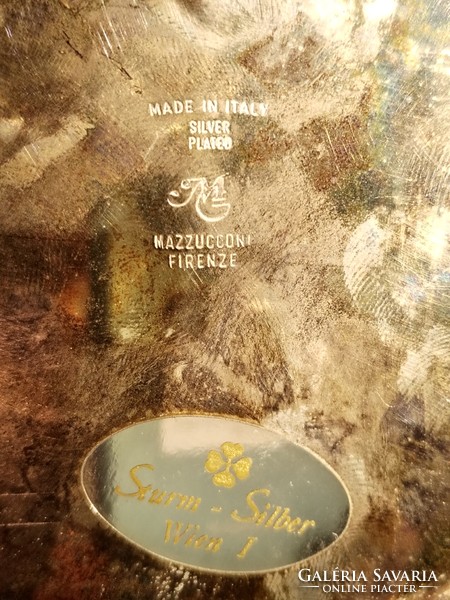 MADE IN ITALY
SILVER
PLATED
M
MAZZUCCONI
FIRENZE
Sturm - Silber
Wien I
GALÉRIA SAVARIA
ONLINE PIACTÉR